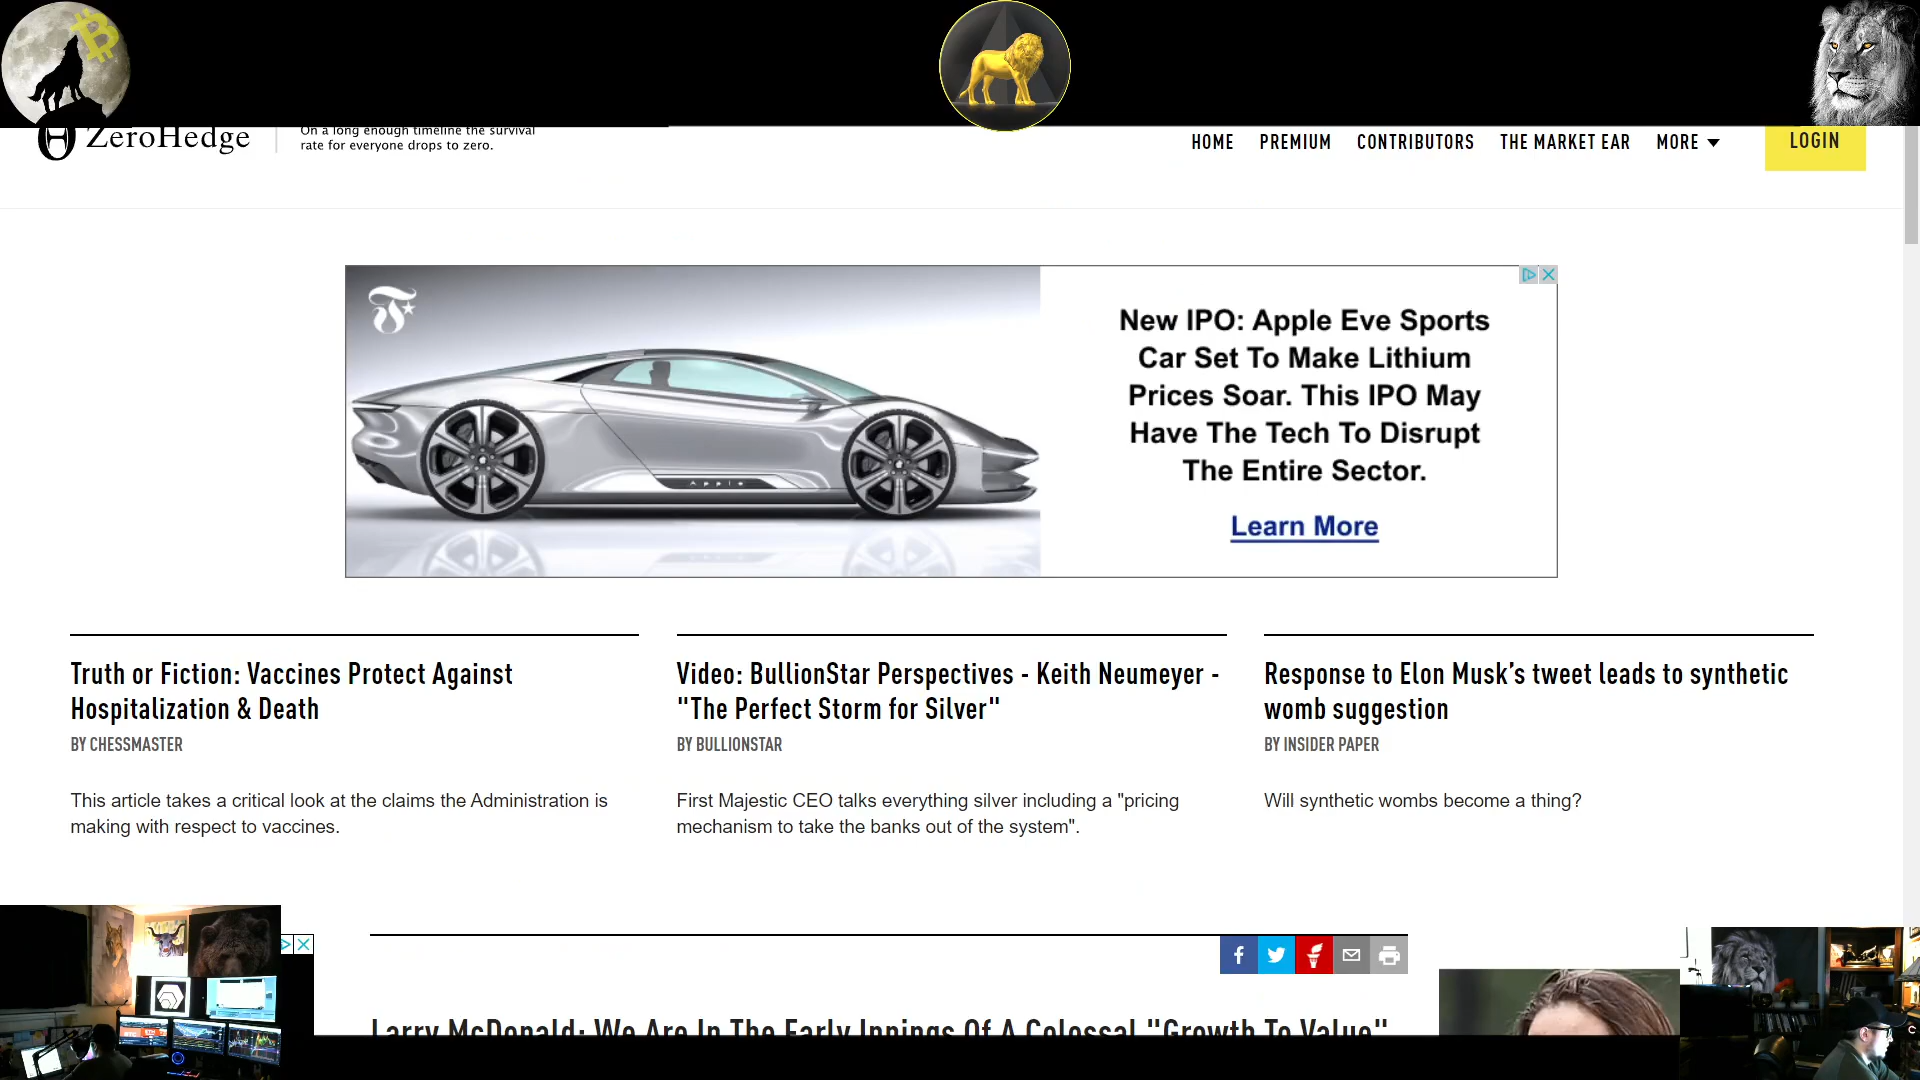 ZeroHedge
On a long enough timeline the survival
rate for everyone drops to zero.
HOME PREMIUM CONTRIBUTORS THE MARKET EAR MORE LOGIN
New IPO: Apple Eve Sports
Car Set To Make Lithium
Prices Soar. This IPO May
Have The Tech To Disrupt
The Entire Sector.
Learn More
Apple
Truth or Fiction: Vaccines Protect Against
Hospitalization & Death
BY CHESSMASTER
This article takes a critical look at the claims the Administration is
making with respect to vaccines.
Video: BullionStar Perspectives - Keith Neumeyer -
"The Perfect Storm for Silver"
BY BULLIONSTAR
First Majestic CEO talks everything silver including a "pricing
mechanism to take the banks out of the system".
Response to Elon Musk’s tweet leads to synthetic
womb suggestion
BY INSIDER PAPER
Will synthetic wombs become a thing?
Larry McDonald: We Are In The Early Innings Of A Colossal "Growth To Value"